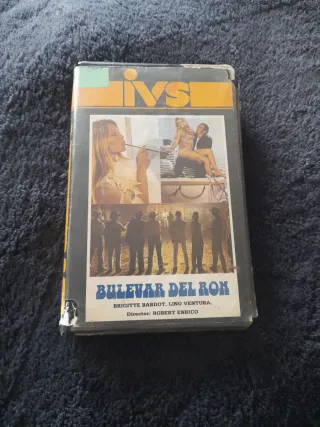 ivs
BULEVAR DEL RON
BRIGITTE BARDOT, LINO VENTURA,
Director: ROBERT ENRICO